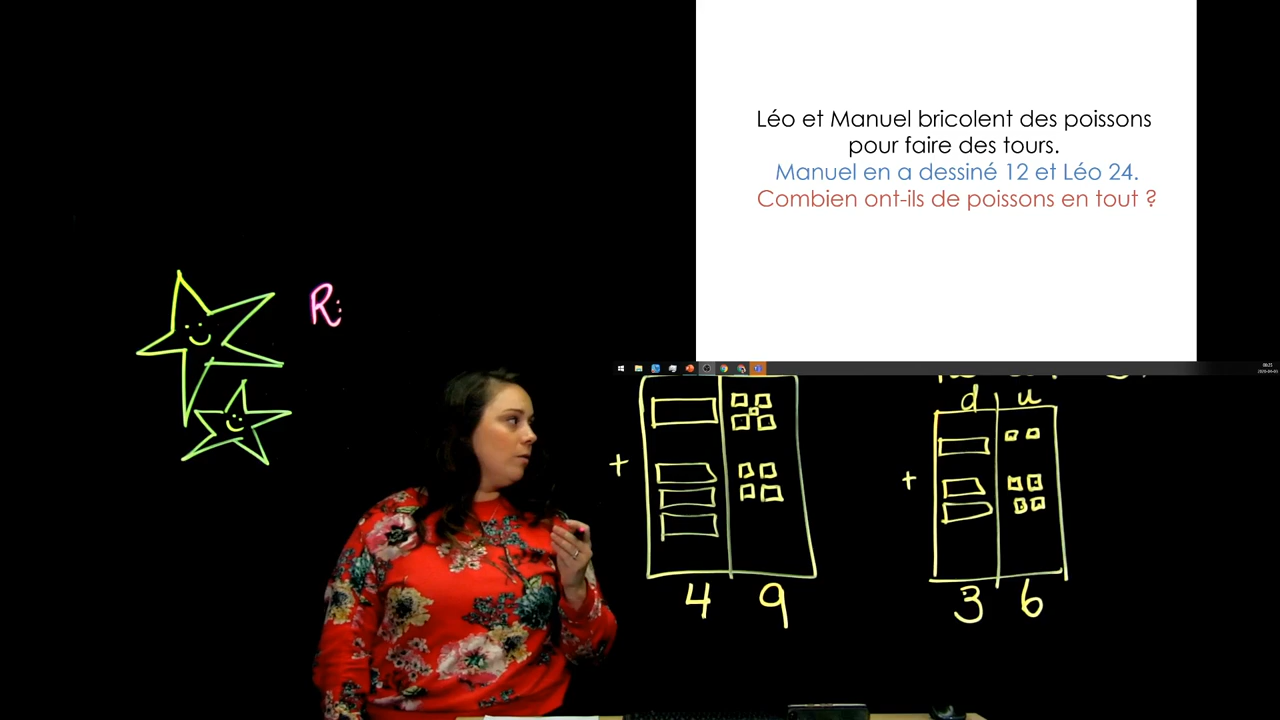 Léo et Manuel bricolent des poissons
pour faire des tours.
Manuel en a dessiné 12 et Léo 24.
Combien ont-ils de poissons en tout ?
R:
d u
+
+
4 9
3 6